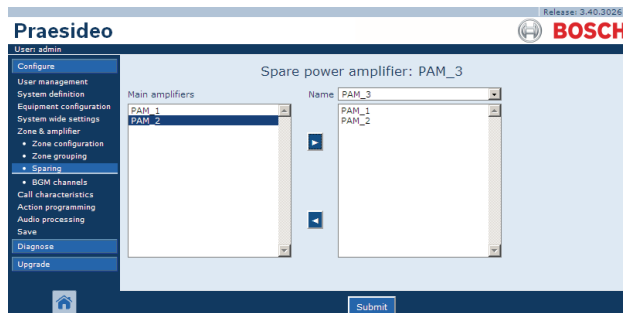 Release: 3.40.3026
Praesideo
BOSCH
User: admin
Configure
User management
System definition
Equipment configuration
System wide settings
Zone & amplifier
• Zone configuration
• Zone grouping
• Sparing
• BGM channels
Call characteristics
Action programming
Audio processing
Save
Diagnose
Upgrade
Spare power amplifier: PAM_3
Main amplifiers
Name PAM_3
PAM_1
PAM_2
PAM_1
PAM_2
Submit